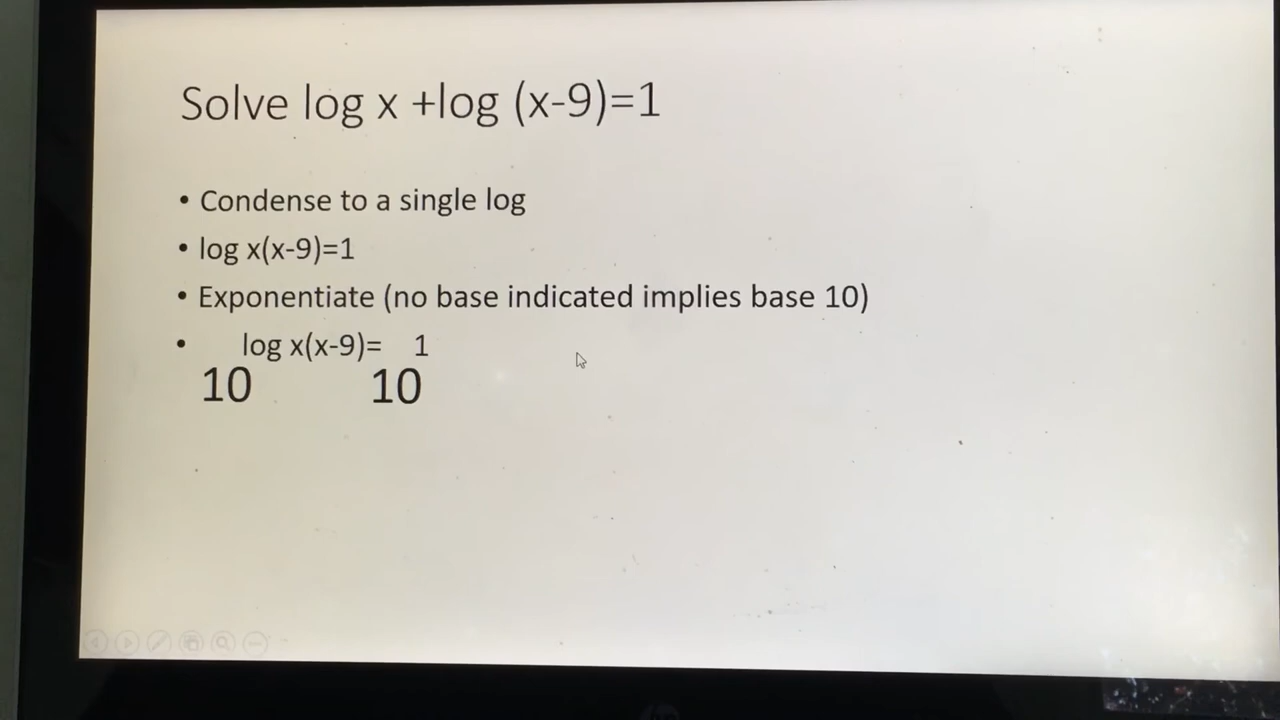 Solve log x +log (x-9)=1
• Condense to a single log
• log x(x-9)=1
• Exponentiate (no base indicated implies base 10)
• log x(x-9)= 1
10 10